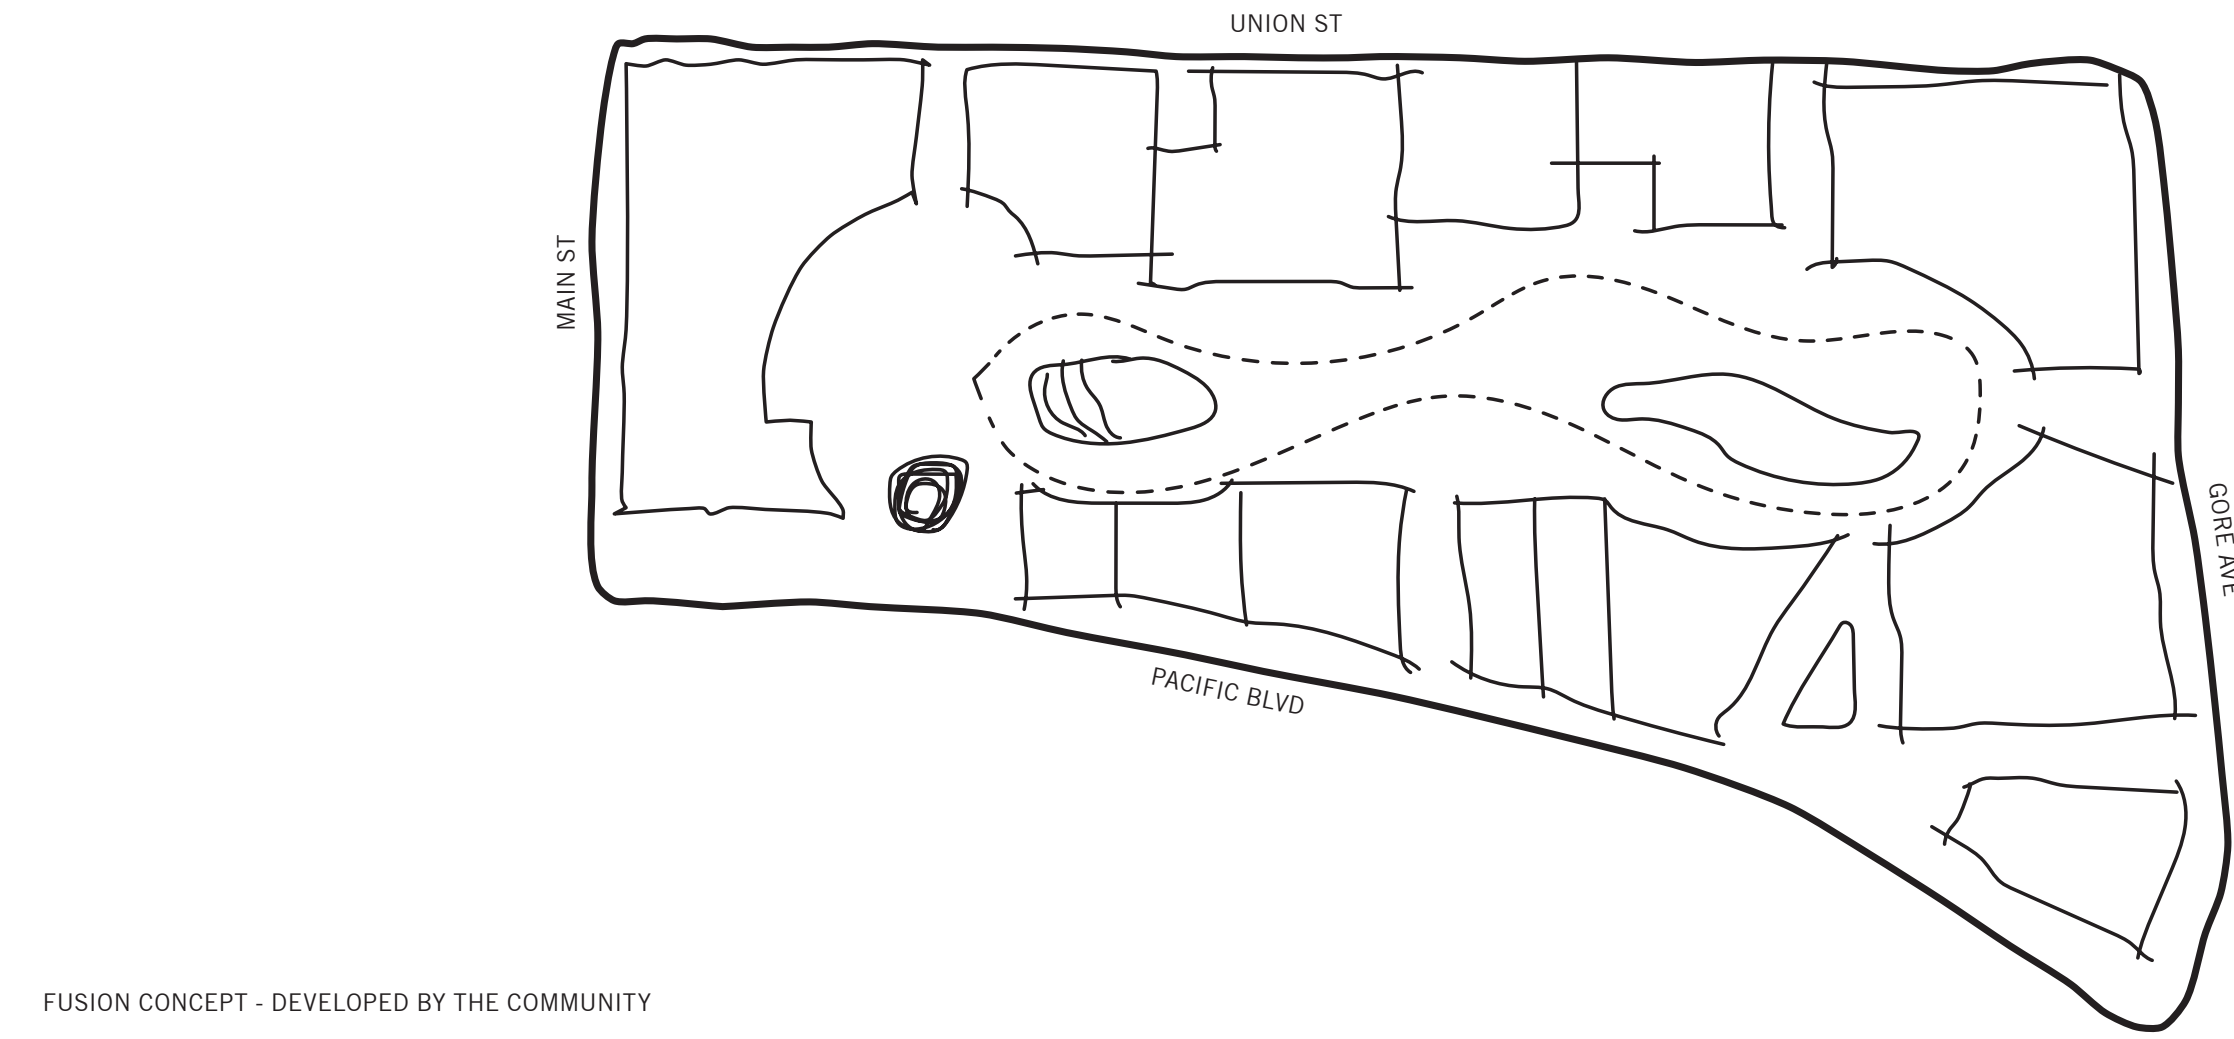 UNION ST
MAIN ST
GORE AVE
PACIFIC BLVD
FUSION CONCEPT - DEVELOPED BY THE COMMUNITY